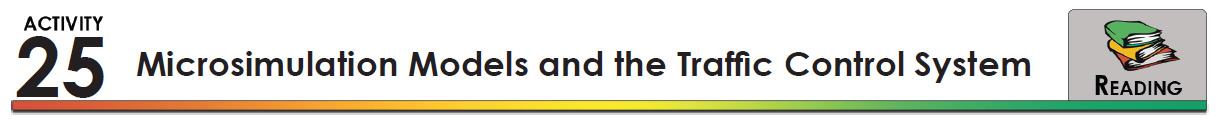 ACTIVITY
25
Microsimulation Models and the Traffic Control System
READING